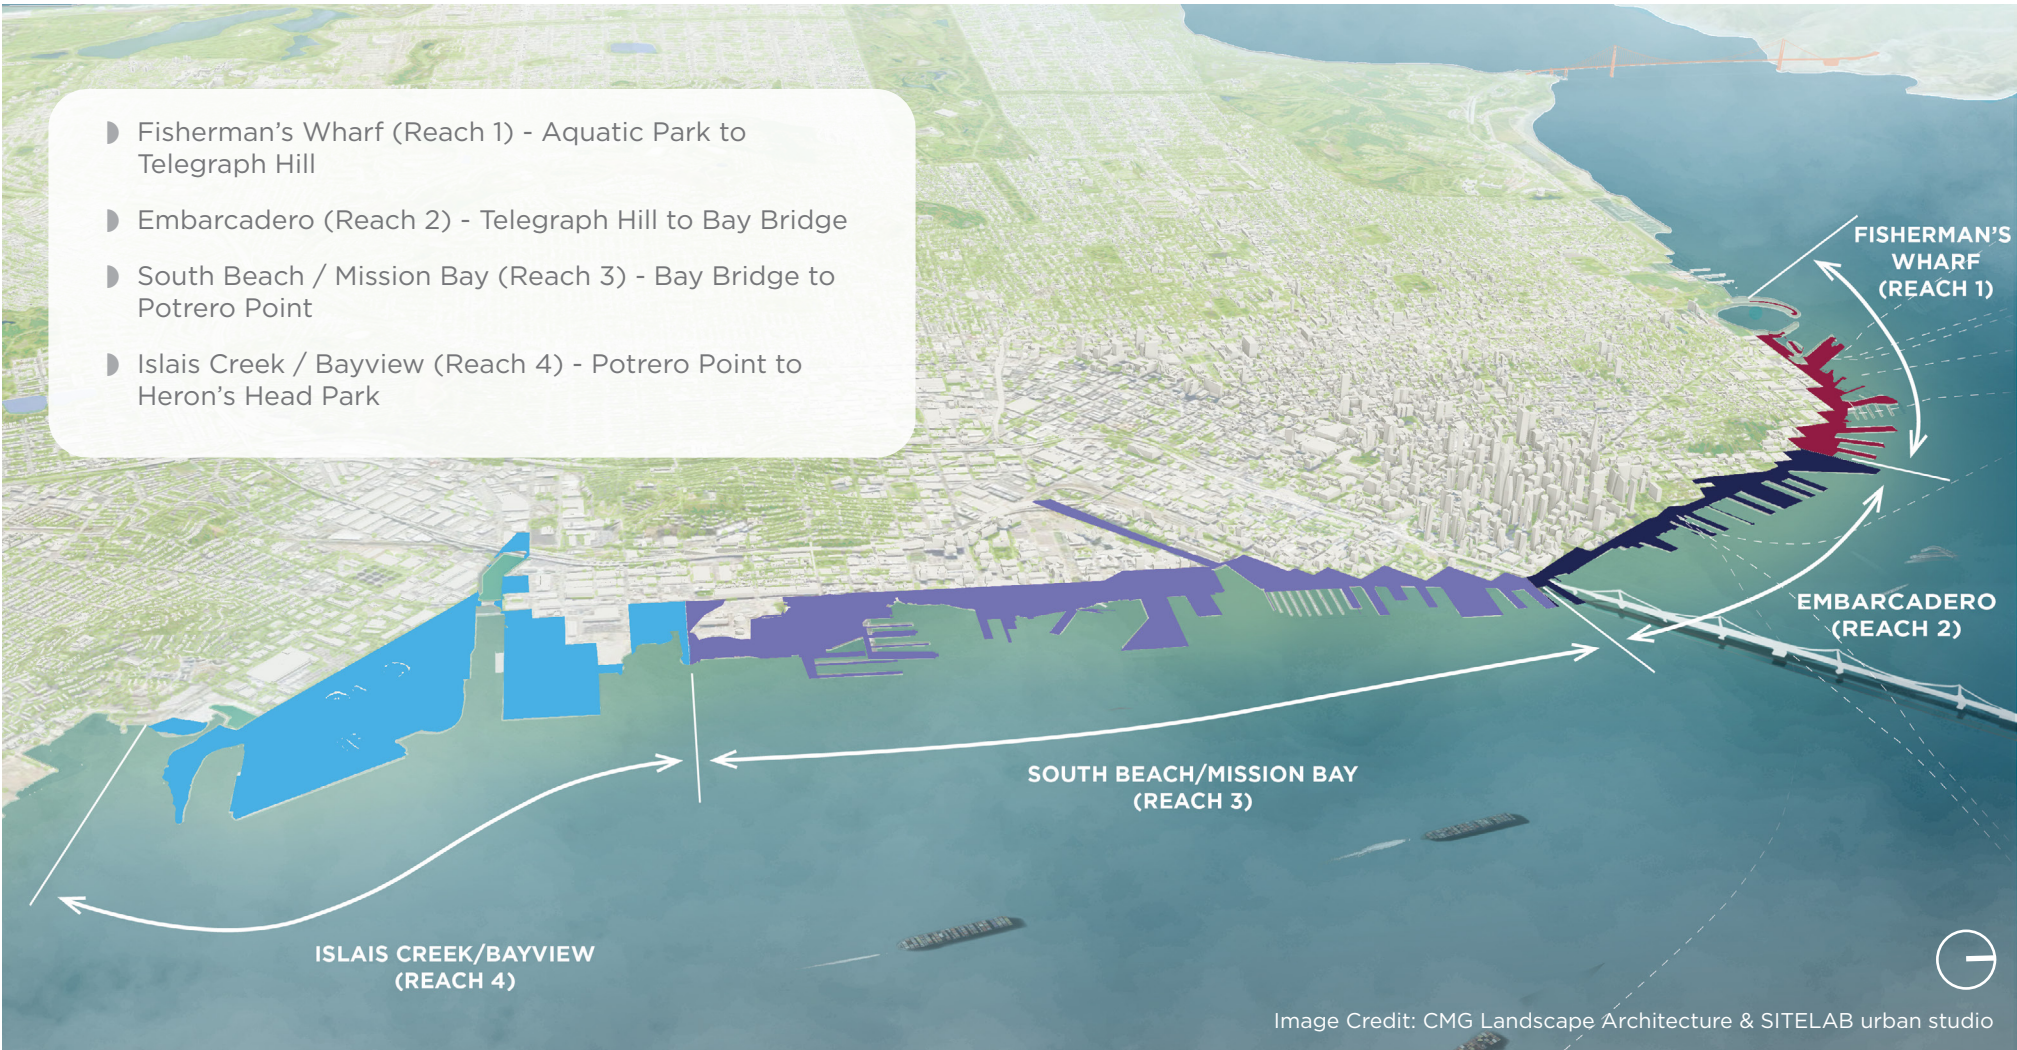 Fisherman’s Wharf (Reach 1) - Aquatic Park to
Telegraph Hill
Embarcadero (Reach 2) - Telegraph Hill to Bay Bridge
South Beach / Mission Bay (Reach 3) - Bay Bridge to
Potrero Point
Islais Creek / Bayview (Reach 4) - Potrero Point to
Heron’s Head Park
FISHERMAN’S
WHARF
(REACH 1)
EMBARCADERO
(REACH 2)
SOUTH BEACH/MISSION BAY
(REACH 3)
ISLAIS CREEK/BAYVIEW
(REACH 4)
Image Credit: CMG Landscape Architecture & SITELAB urban studio